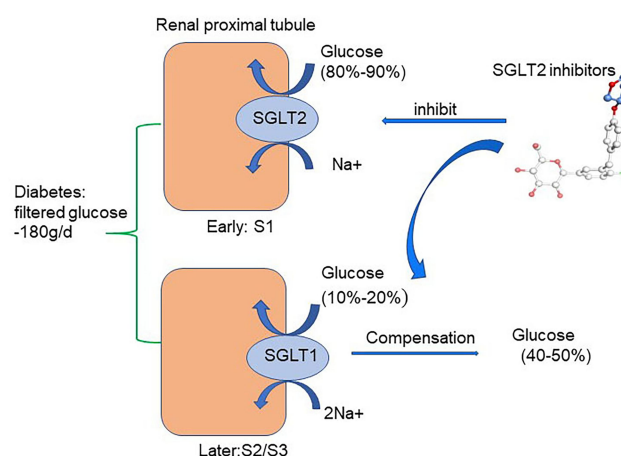 Renal proximal tubule
Glucose
(80%-90%)
SGLT2 inhibitors
SGLT2
inhibit
Na+
Early: S1
Diabetes:
filtered glucose
-180g/d
Glucose
(10%-20%)
SGLT1
Compensation
Glucose
(40-50%)
2Na+
Later:S2/S3